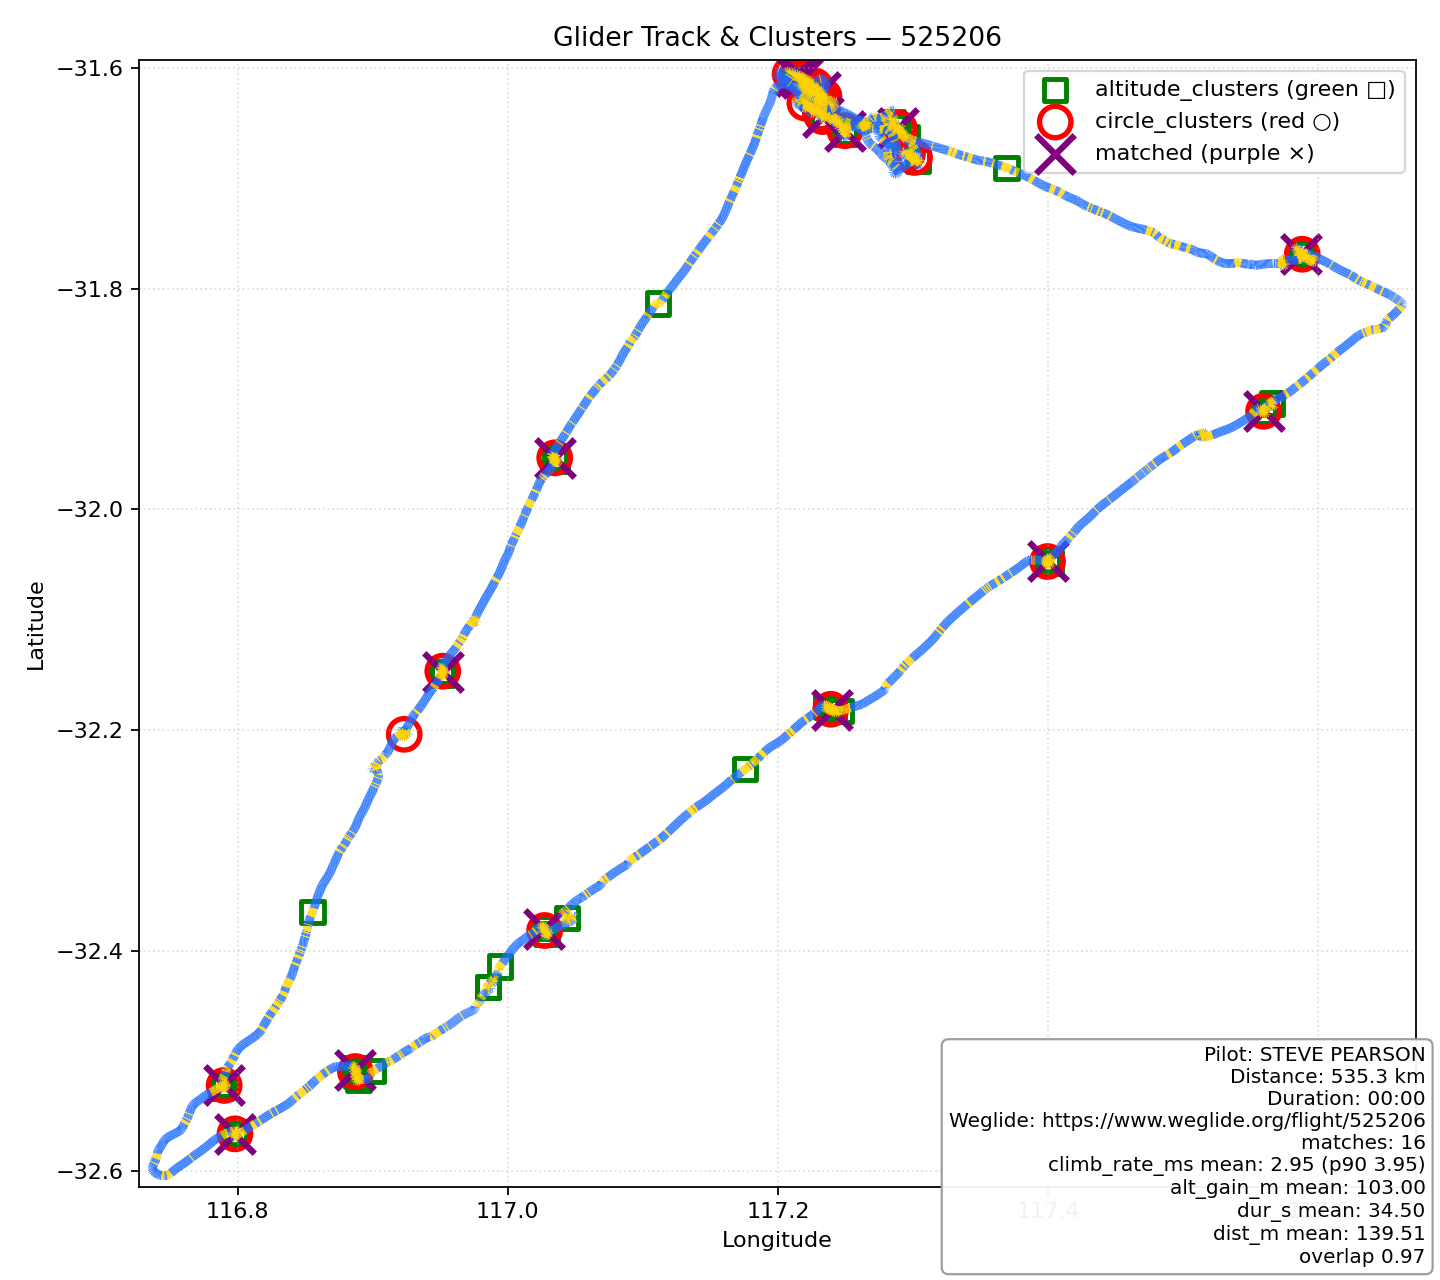 Glider Track & Clusters — 525206
altitude_clusters (green □)
circle_clusters (red ○)
matched (purple ×)
−31.6
−31.8
−32.0
−32.2
−32.4
−32.6
Latitude
116.8
117.0
117.2
117.4
Longitude
Pilot: STEVE PEARSON
Distance: 535.3 km
Duration: 00:00
Weglide: https://www.weglide.org/flight/525206
matches: 16
climb_rate_ms mean: 2.95 (p90 3.95)
alt_gain_m mean: 103.00
dur_s mean: 34.50
dist_m mean: 139.51
overlap 0.97